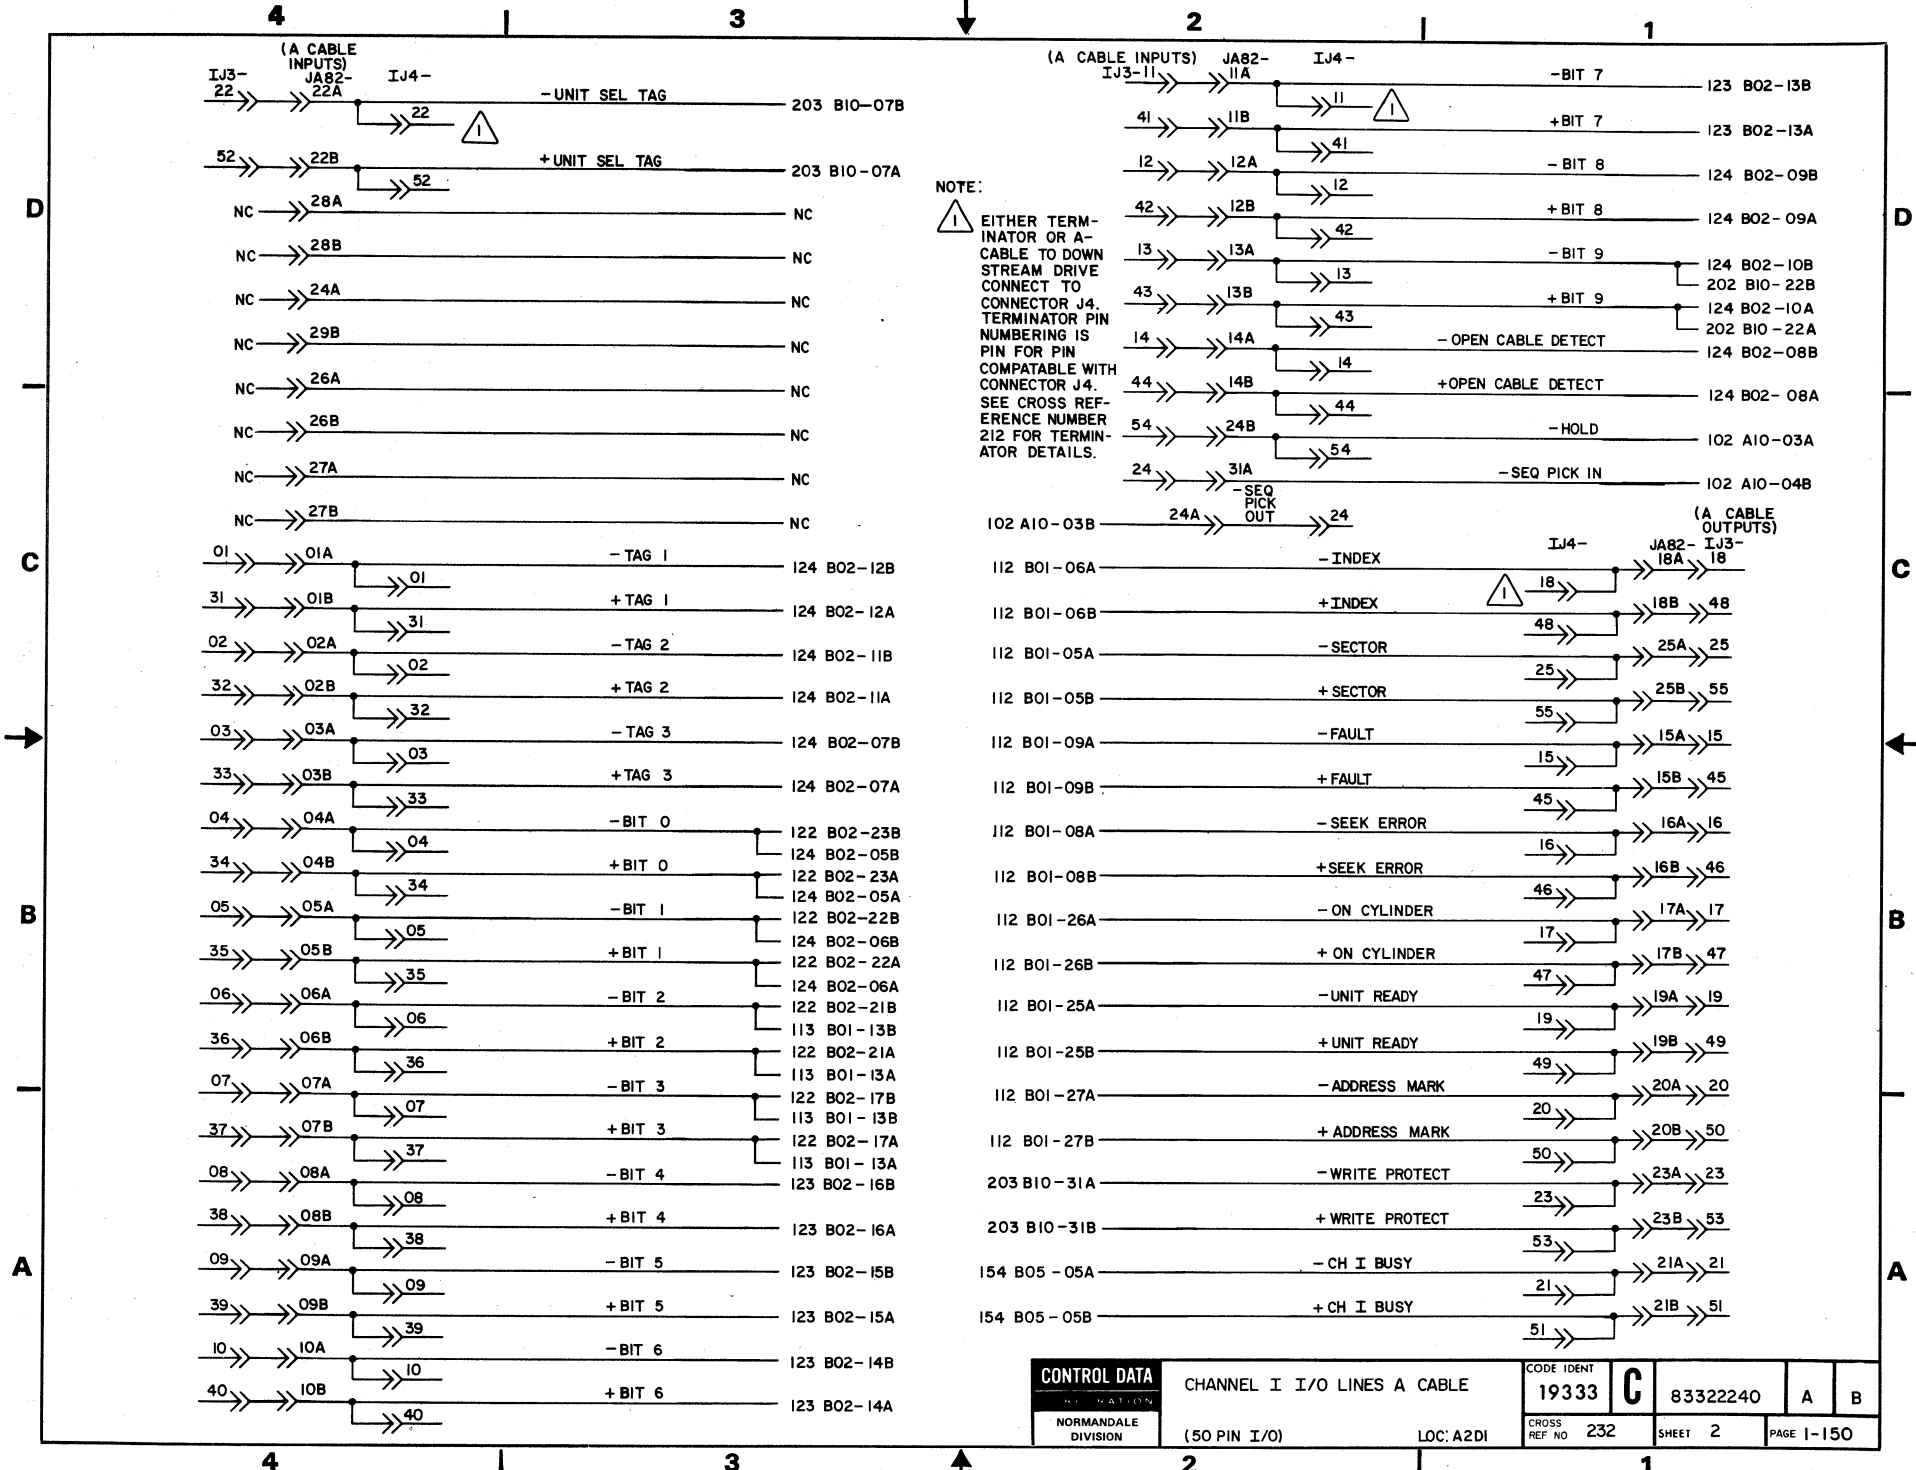 4 3 2 1
(A CABLE
INPUTS)
IJ3- JA82- IJ4-
22 22A -UNIT SEL TAG 203 B10-07B
22 1
52 22B +UNIT SEL TAG 203 B10-07A
52
NC 28A NC
NC 28B NC
NC 24A NC
NC 29B NC
NC 26A NC
NC 26B NC
NC 27A NC
NC 27B NC
01 01A -TAG 1 124 B02-12B
01
31 01B +TAG 1 124 B02-12A
31
02 02A -TAG 2 124 B02-11B
02
32 02B +TAG 2 124 B02-11A
32
03 03A -TAG 3 124 B02-07B
03
33 03B +TAG 3 124 B02-07A
33
04 04A -BIT 0 122 B02-23B
04 124 B02-05B
34 04B +BIT 0 122 B02-23A
34 124 B02-05A
05 05A -BIT 1 122 B02-22B
05 124 B02-06B
35 05B +BIT 1 122 B02-22A
35 124 B02-06A
06 06A -BIT 2 122 B02-21B
06 113 B01-13B
36 06B +BIT 2 122 B02-21A
36 113 B01-13A
07 07A -BIT 3 122 B02-17B
07 113 B01-13B
37 07B +BIT 3 122 B02-17A
37 113 B01-13A
08 08A -BIT 4 123 B02-16B
08
38 08B +BIT 4 123 B02-16A
38
09 09A -BIT 5 123 B02-15B
09
39 09B +BIT 5 123 B02-15A
39
10 10A -BIT 6 123 B02-14B
10
40 10B +BIT 6 123 B02-14A
40
NOTE:
1 EITHER TERM-
INATOR OR A-
CABLE TO DOWN
STREAM DRIVE
CONNECT TO
CONNECTOR J4.
TERMINATOR PIN
NUMBERING IS
PIN FOR PIN
COMPATABLE WITH
CONNECTOR J4.
SEE CROSS REF-
ERENCE NUMBER
212 FOR TERMIN-
ATOR DETAILS.
(A CABLE INPUTS) JA82- IJ4-
IJ3-11 11A -BIT 7 123 B02-13B
11 1
41 11B +BIT 7 123 B02-13A
41
12 12A -BIT 8 124 B02-09B
12
42 12B +BIT 8 124 B02-09A
42
13 13A -BIT 9 124 B02-10B
13 202 B10-22B
43 13B +BIT 9 124 B02-10A
43 202 B10-22A
14 14A -OPEN CABLE DETECT 124 B02-08B
14
44 14B +OPEN CABLE DETECT 124 B02-08A
44
54 24B -HOLD 102 A10-03A
54
24 31A -SEQ PICK IN 102 A10-04B
-SEQ
PICK
OUT
102 A10-03B 24A 24
(A CABLE
OUTPUTS)
IJ4- JA82- IJ3-
112 B01-06A -INDEX 18A 18
1 18
112 B01-06B +INDEX 18B 48
48
112 B01-05A -SECTOR 25A 25
25
112 B01-05B +SECTOR 25B 55
55
112 B01-09A -FAULT 15A 15
15
112 B01-09B +FAULT 15B 45
45
112 B01-08A -SEEK ERROR 16A 16
16
112 B01-08B +SEEK ERROR 16B 46
46
112 B01-26A -ON CYLINDER 17A 17
17
112 B01-26B +ON CYLINDER 17B 47
47
112 B01-25A -UNIT READY 19A 19
19
112 B01-25B +UNIT READY 19B 49
49
112 B01-27A -ADDRESS MARK 20A 20
20
112 B01-27B +ADDRESS MARK 20B 50
50
203 B10-31A -WRITE PROTECT 23A 23
23
203 B10-31B +WRITE PROTECT 23B 53
53
154 B05-05A -CH I BUSY 21A 21
21
154 B05-05B +CH I BUSY 21B 51
51
D D
C C
B B
A A
CONTROL DATA
NORMANDALE
DIVISION
CHANNEL I I/O LINES A CABLE
(50 PIN I/O) LOC: A2D1
CODE IDENT
19333 C 83322240 A B
CROSS
REF NO 232 SHEET 2 PAGE 1-150
4 3 2 1